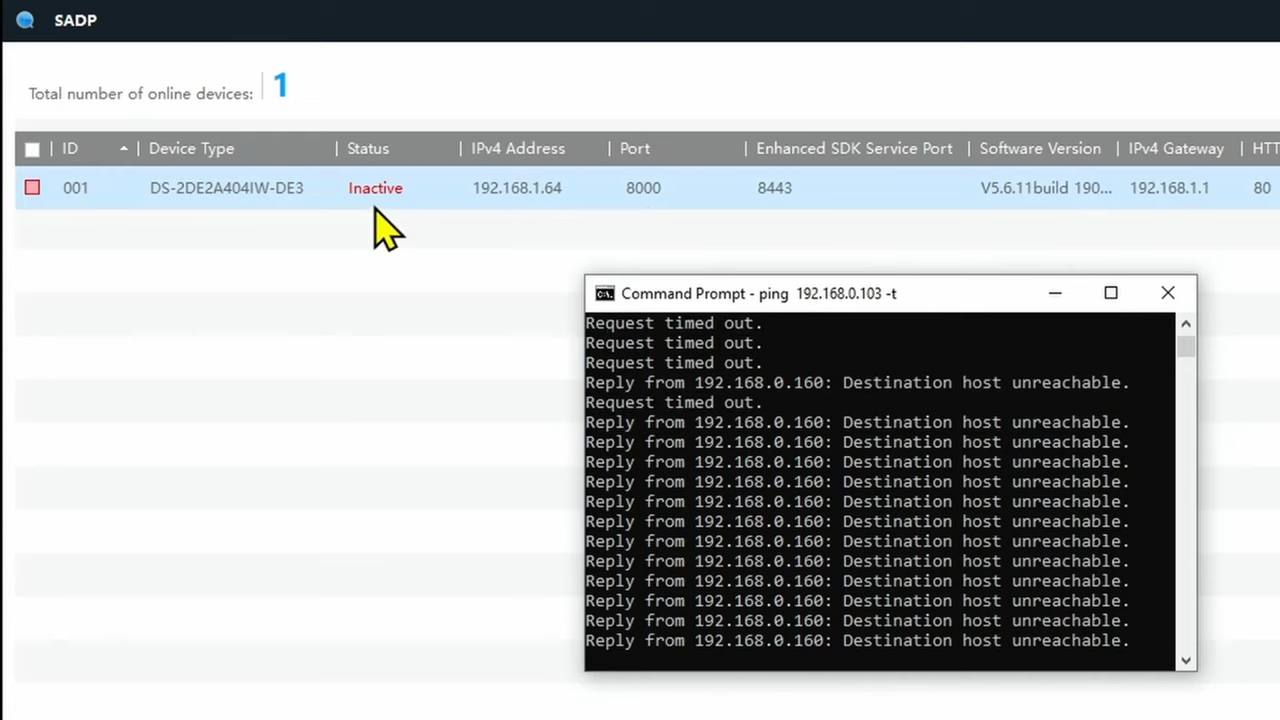 SADP
Total number of online devices: 1
ID Device Type Status IPv4 Address Port Enhanced SDK Service Port Software Version IPv4 Gateway HTT
001 DS-2DE2A404IW-DE3 Inactive 192.168.1.64 8000 8443 V5.6.11build 190... 192.168.1.1 80
Command Prompt - ping 192.168.0.103 -t
Request timed out.
Request timed out.
Request timed out.
Reply from 192.168.0.160: Destination host unreachable.
Request timed out.
Reply from 192.168.0.160: Destination host unreachable.
Reply from 192.168.0.160: Destination host unreachable.
Reply from 192.168.0.160: Destination host unreachable.
Reply from 192.168.0.160: Destination host unreachable.
Reply from 192.168.0.160: Destination host unreachable.
Reply from 192.168.0.160: Destination host unreachable.
Reply from 192.168.0.160: Destination host unreachable.
Reply from 192.168.0.160: Destination host unreachable.
Reply from 192.168.0.160: Destination host unreachable.
Reply from 192.168.0.160: Destination host unreachable.
Reply from 192.168.0.160: Destination host unreachable.
Reply from 192.168.0.160: Destination host unreachable.